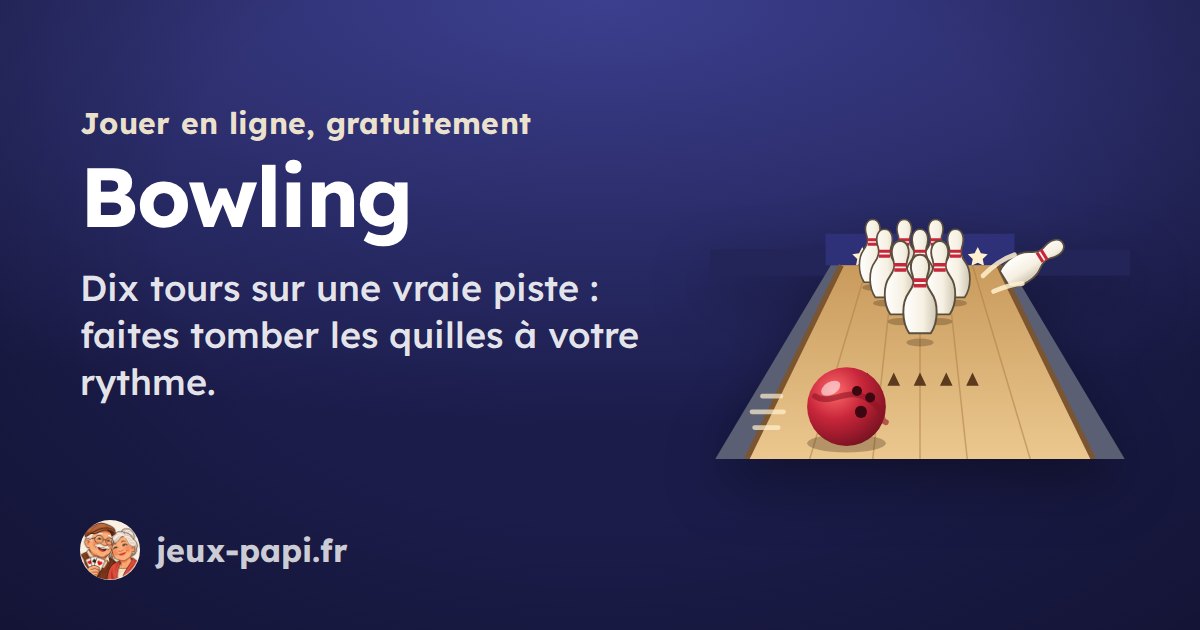 Jouer en ligne, gratuitement
Bowling
Dix tours sur une vraie piste :
faites tomber les quilles à votre
rythme.
jeux-papi.fr